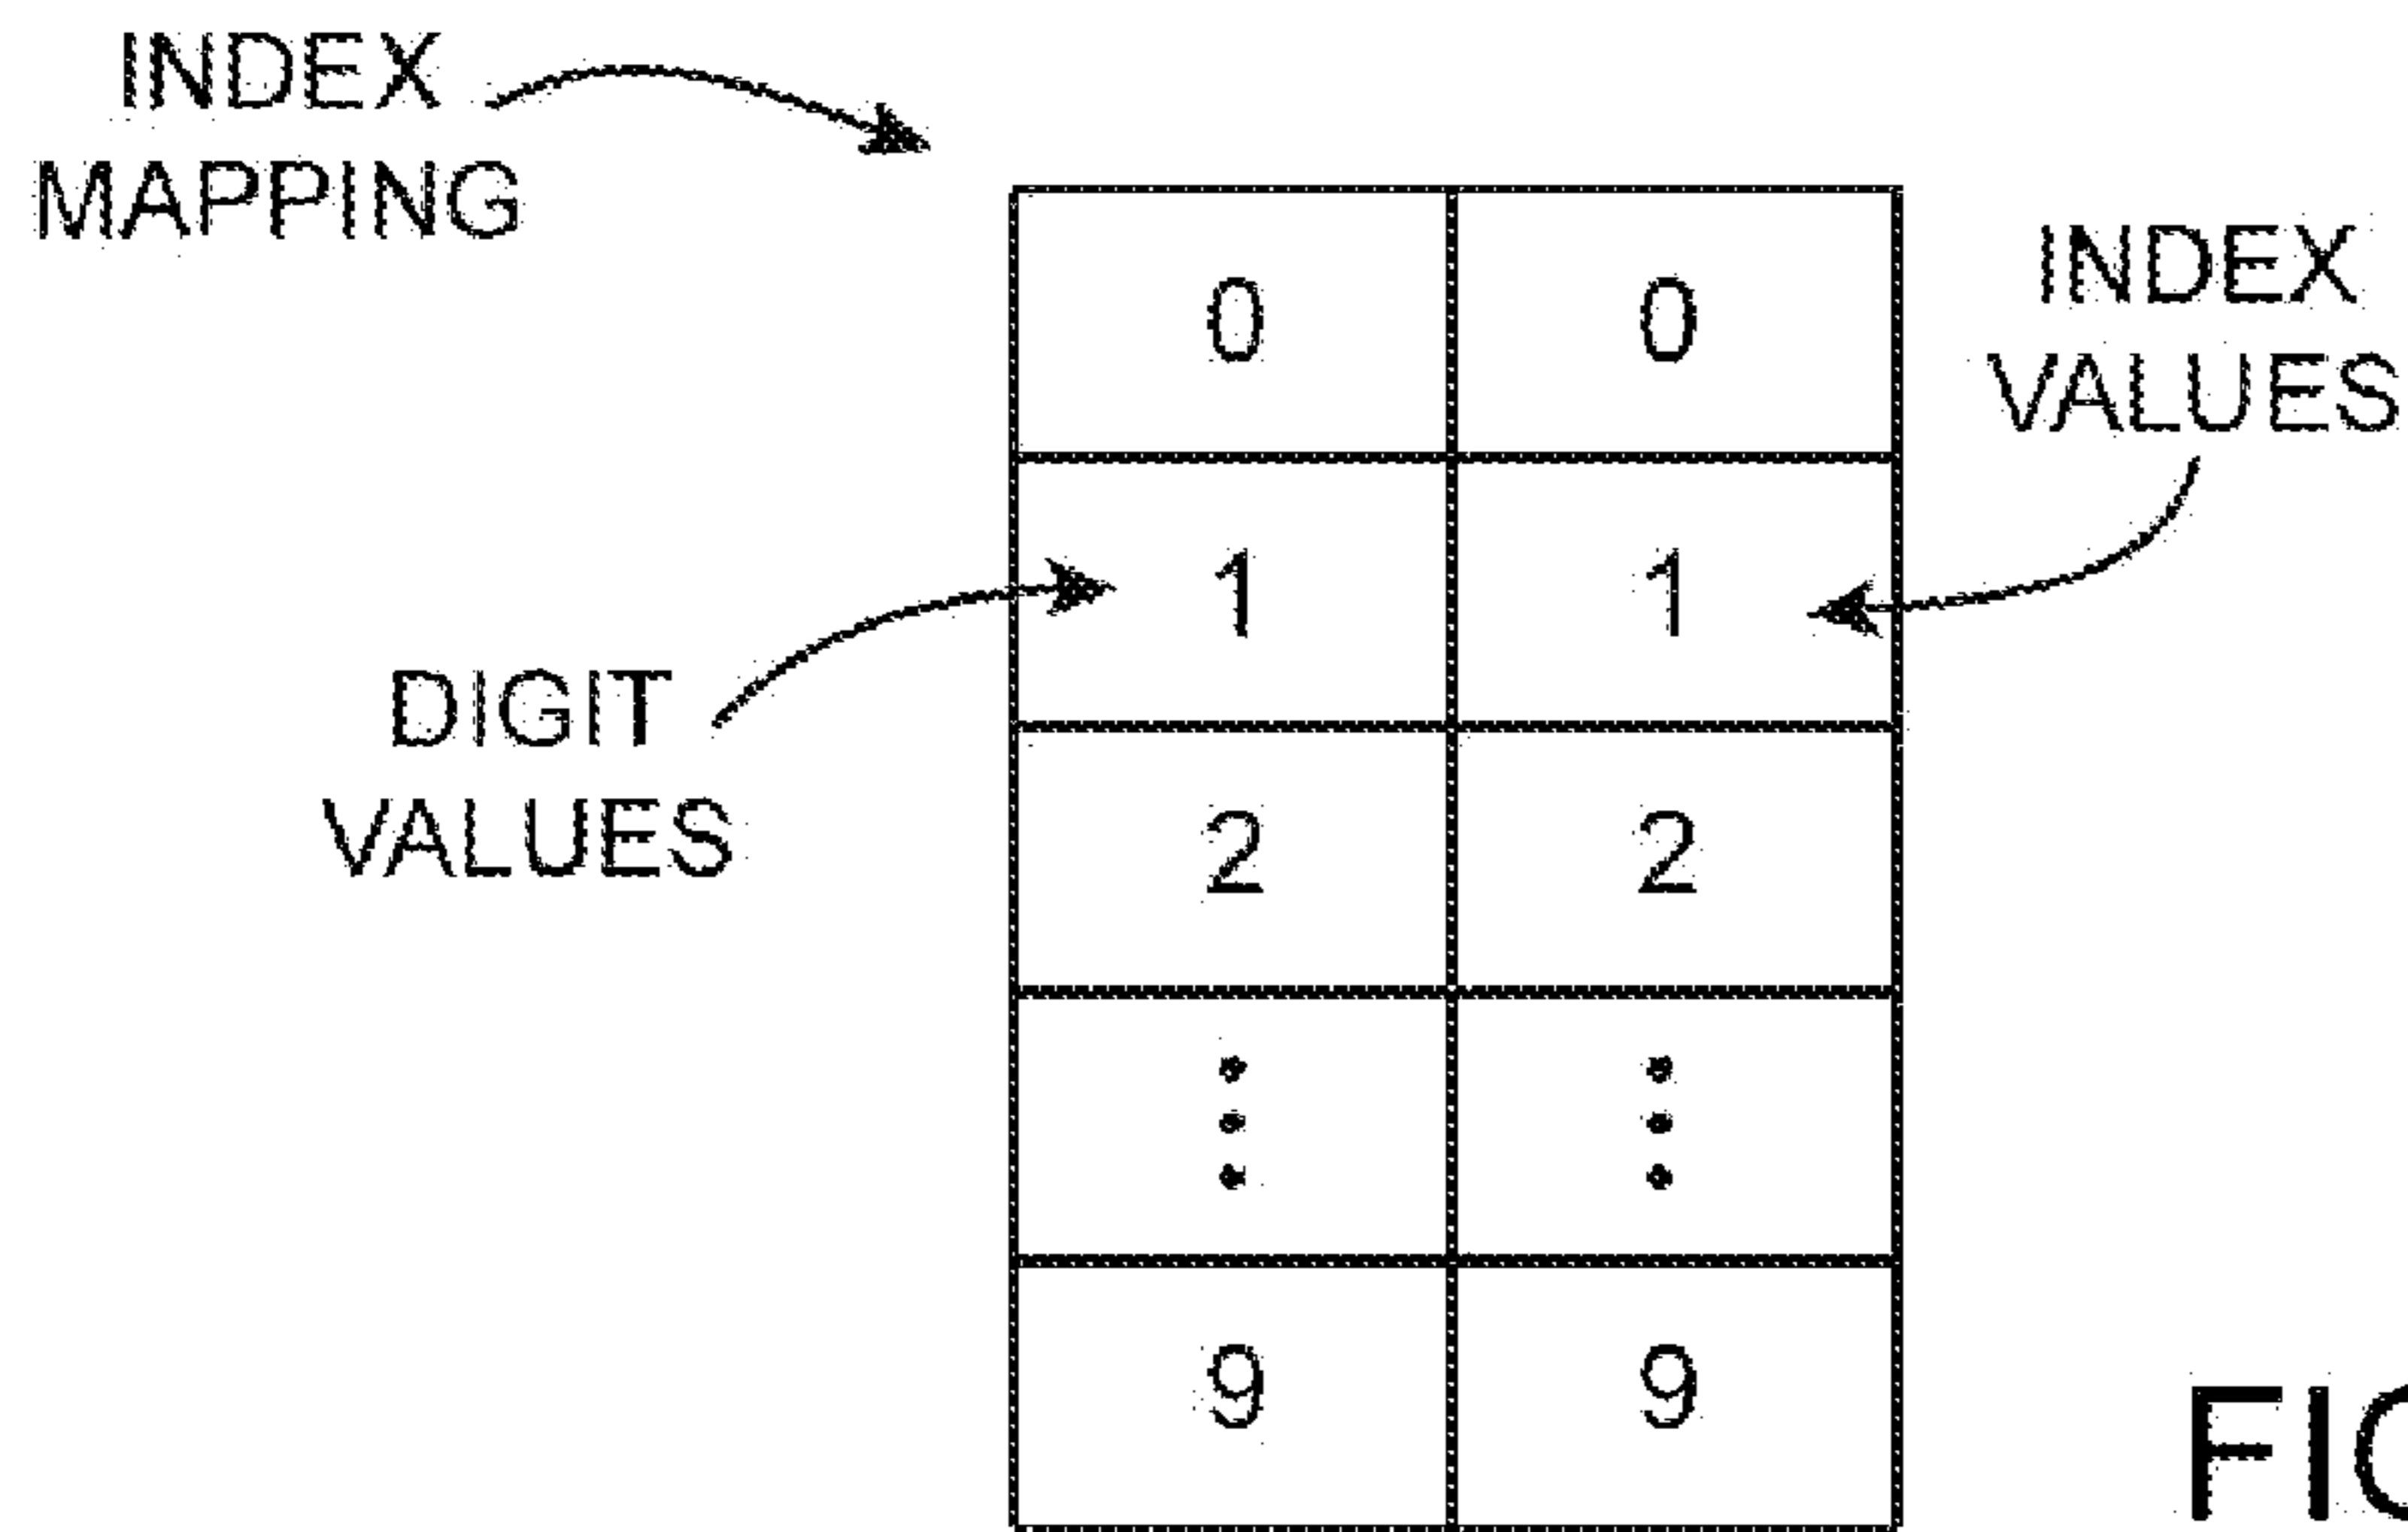 INDEX
MAPPING
0 0
INDEX
VALUES
1 1
DIGIT
VALUES
2 2
9 9